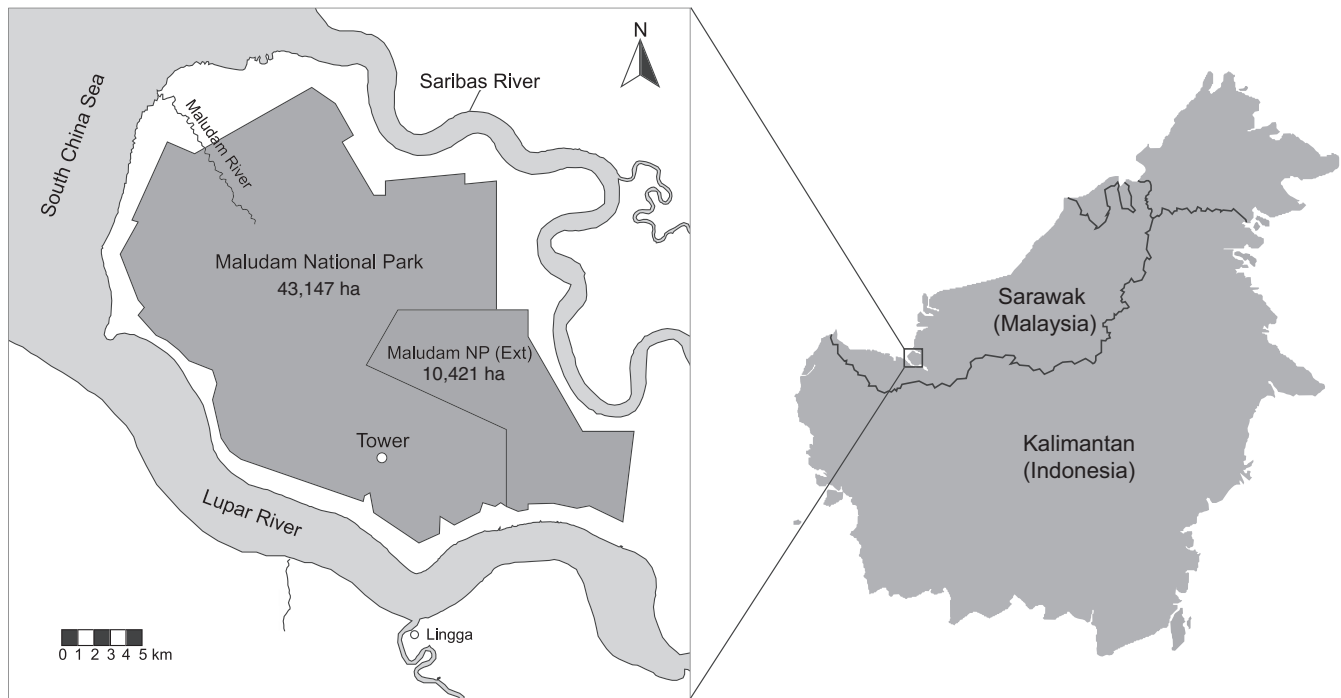 N
Saribas River
South China Sea
Maludam River
Maludam National Park
43,147 ha
Maludam NP (Ext)
10,421 ha
Tower
Lupar River
Lingga
0 1 2 3 4 5 km
Sarawak
(Malaysia)
Kalimantan
(Indonesia)